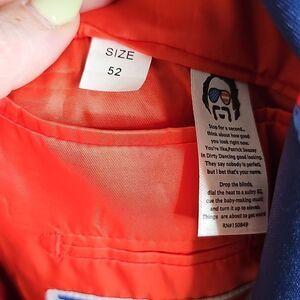 SIZE
52
Stop for a second...
think about how good
you look right now.
You're like, Patrick Swayzey
in Dirty Dancing good looking.
They say nobody is perfect,
but I bet that's your name.
Drop the blinds,
dial the heat to a sultry 82,
cue the baby-making music
and turn it up to eleven.
Things are about to get weird.
RN#150849